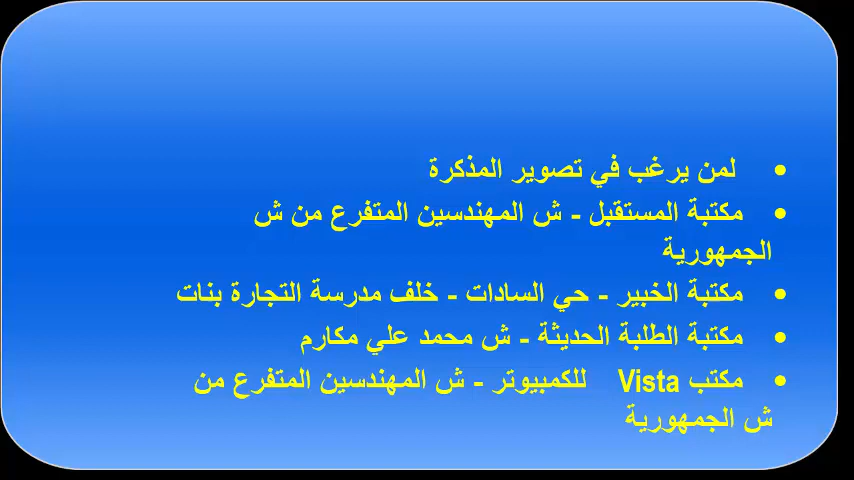 • لمن يرغب في تصوير المذكرة
• مكتبة المستقبل - ش المهندسين المتفرع من ش
الجمهورية
• مكتبة الخبير - حي السادات - خلف مدرسة التجارة بنات
• مكتبة الطلبة الحديثة - ش محمد علي مكارم
• مكتب Vista للكمبيوتر - ش المهندسين المتفرع من
ش الجمهورية